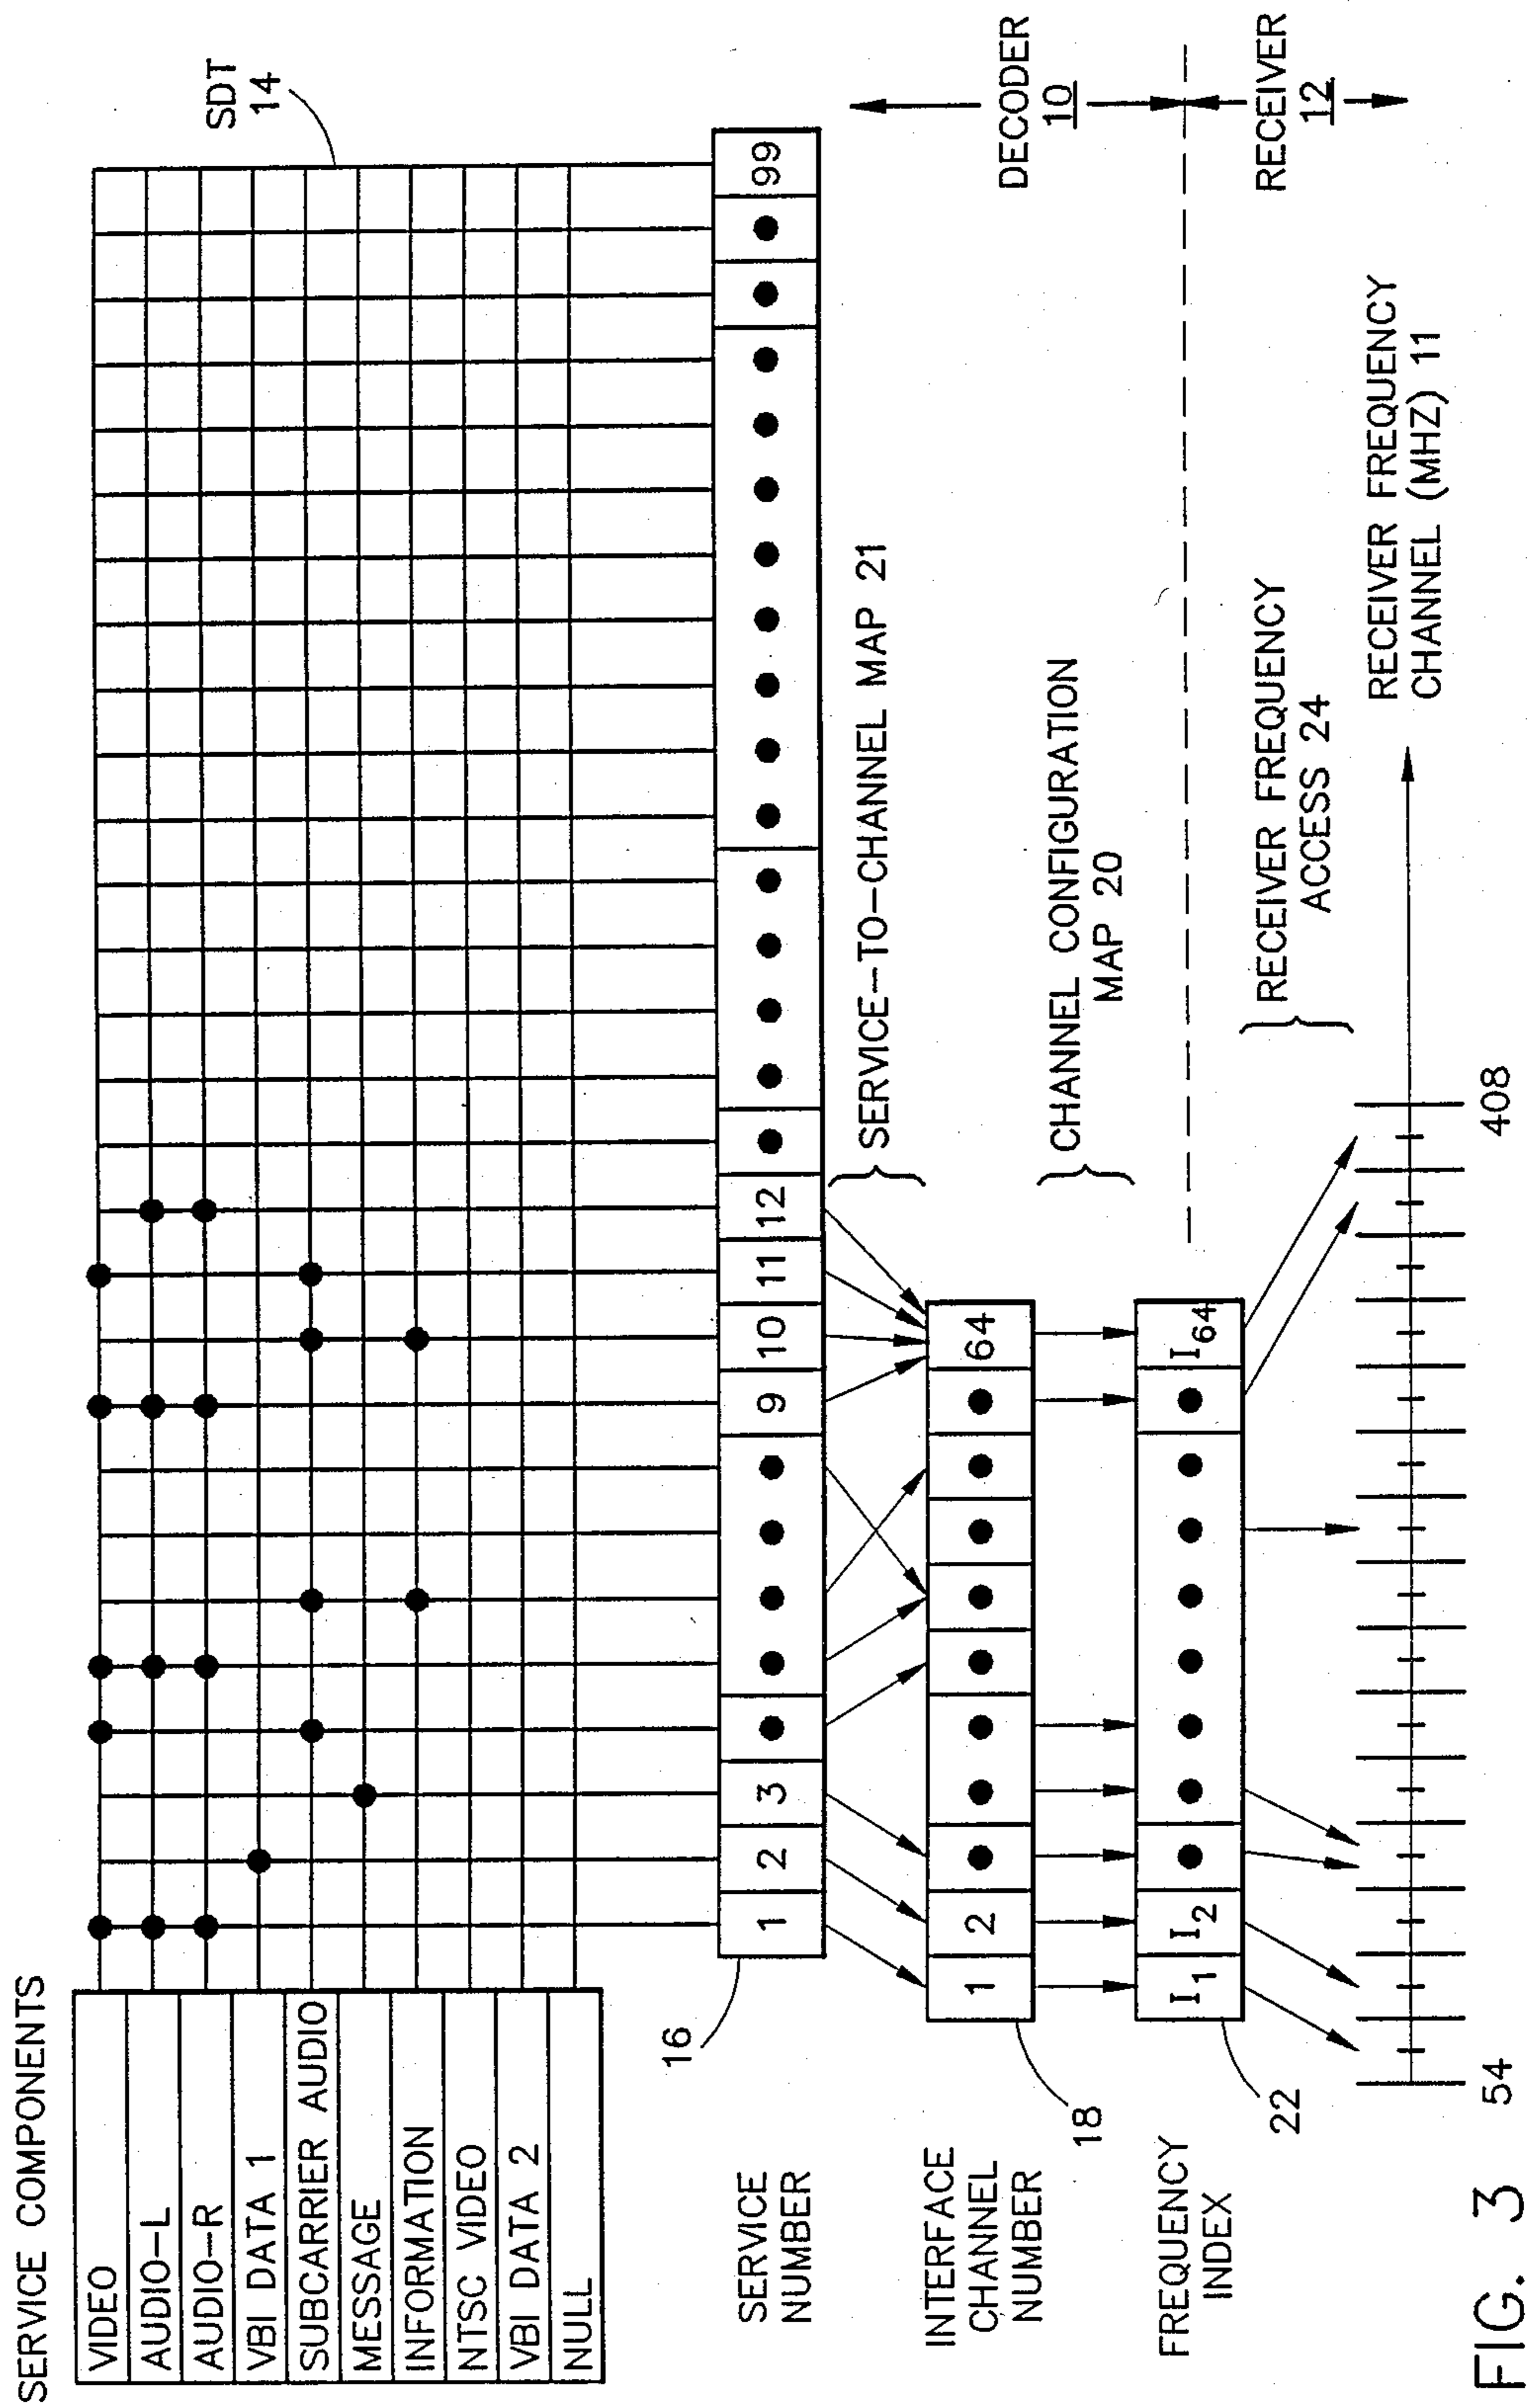 SERVICE COMPONENTS
VIDEO
AUDIO-L
AUDIO-R
VBI DATA 1
SUBCARRIER AUDIO
MESSAGE
INFORMATION
NTSC VIDEO
VBI DATA 2
NULL
SDT
14
SERVICE
NUMBER
16
1
2
3
9
10
11
12
99
SERVICE-TO-CHANNEL MAP 21
DECODER
10
INTERFACE
CHANNEL
NUMBER
18
1
2
64
CHANNEL CONFIGURATION
MAP 20
FREQUENCY
INDEX
22
I1
I2
I64
RECEIVER
12
RECEIVER FREQUENCY
ACCESS 24
RECEIVER FREQUENCY
CHANNEL (MHZ) 11
54
408
FIG. 3